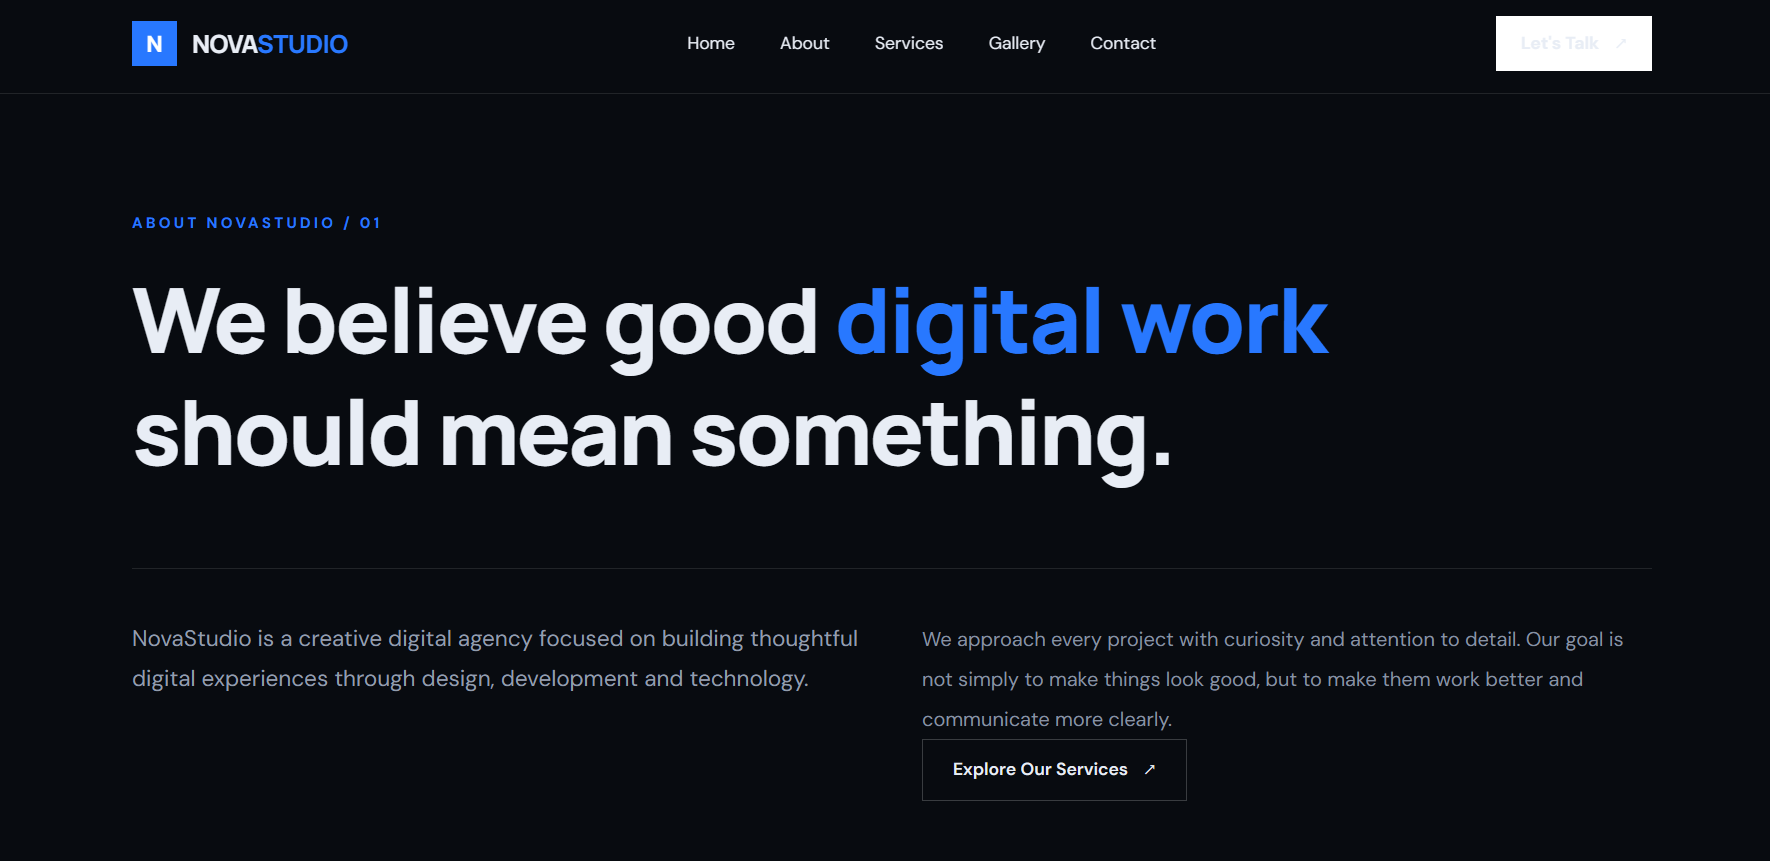 N NOVASTUDIO Home About Services Gallery Contact Let's Talk ↗
ABOUT NOVASTUDIO / 01
We believe good digital work
should mean something.
NovaStudio is a creative digital agency focused on building thoughtful
digital experiences through design, development and technology.
We approach every project with curiosity and attention to detail. Our goal is
not simply to make things look good, but to make them work better and
communicate more clearly.
Explore Our Services ↗